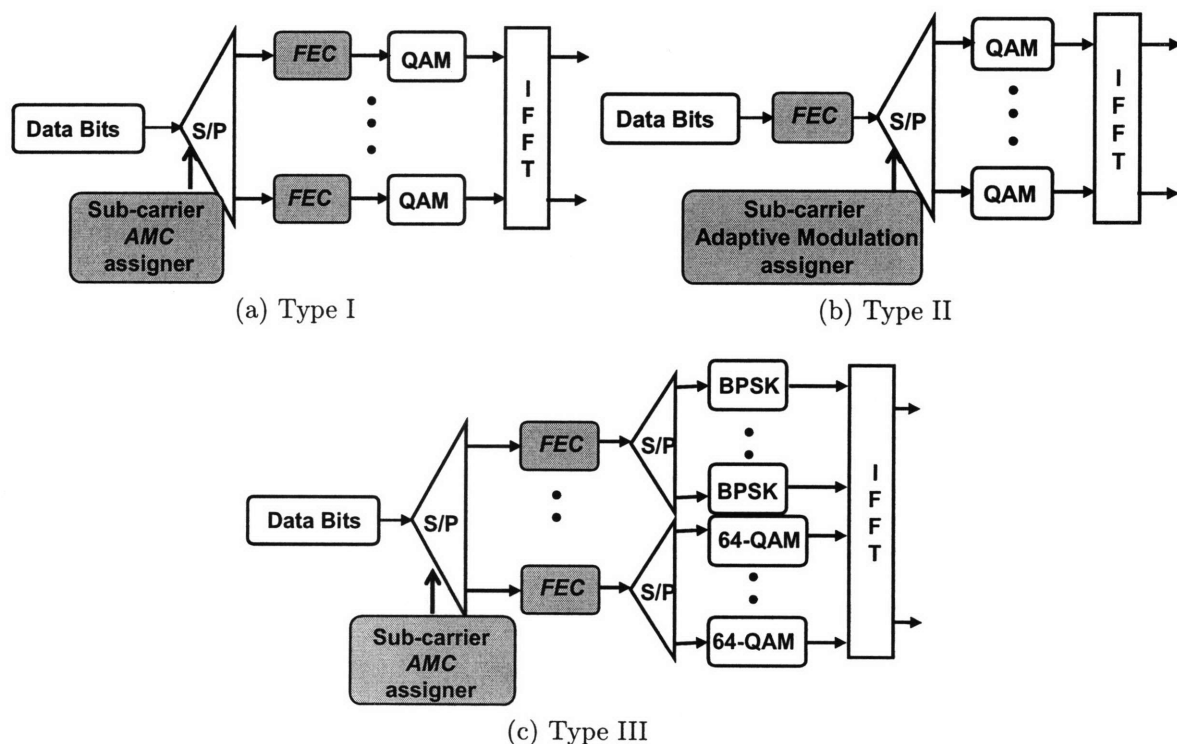 FEC
QAM
Data Bits
S/P
I
F
F
T
FEC
QAM
Sub-carrier
AMC
assigner
(a) Type I
QAM
Data Bits
FEC
S/P
I
F
F
T
QAM
Sub-carrier
Adaptive Modulation
assigner
(b) Type II
BPSK
FEC
S/P
BPSK
Data Bits
S/P
64-QAM
I
F
F
T
FEC
S/P
64-QAM
Sub-carrier
AMC
assigner
(c) Type III